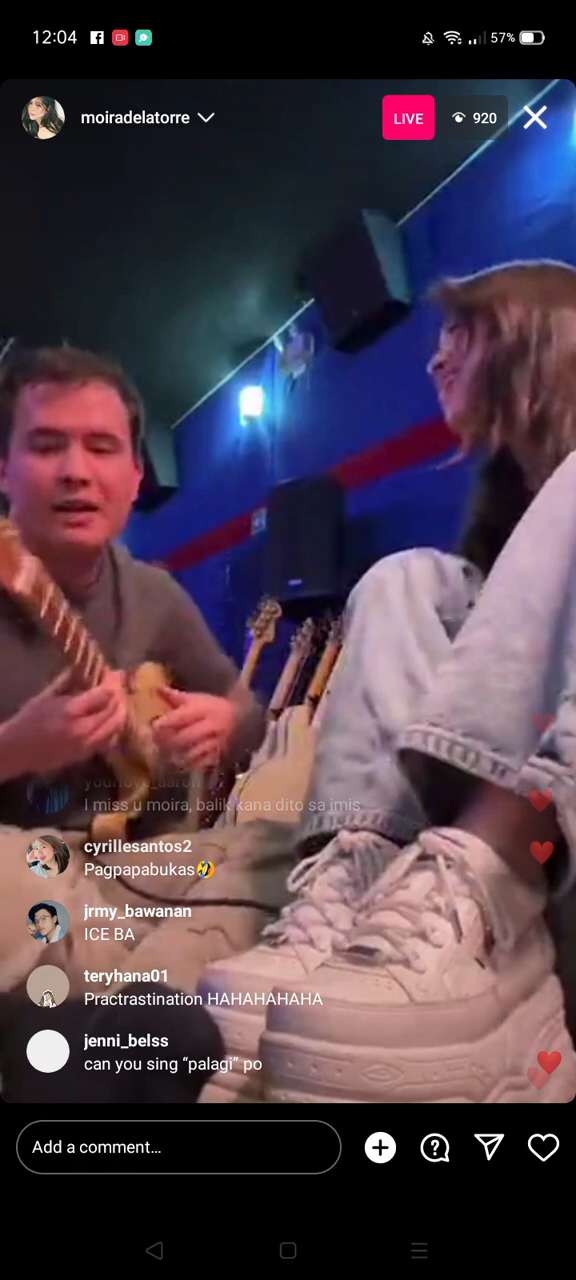 12:04
57%
moiradelatorre
LIVE
920
yourlove_aaron
I miss u moira, balik kana dito sa imis
cyrillesantos2
Pagpapabukas🤣
jrmy_bawanan
ICE BA
teryhana01
Practrastination HAHAHAHAHA
jenni_belss
can you sing “palagi” po
Add a comment...